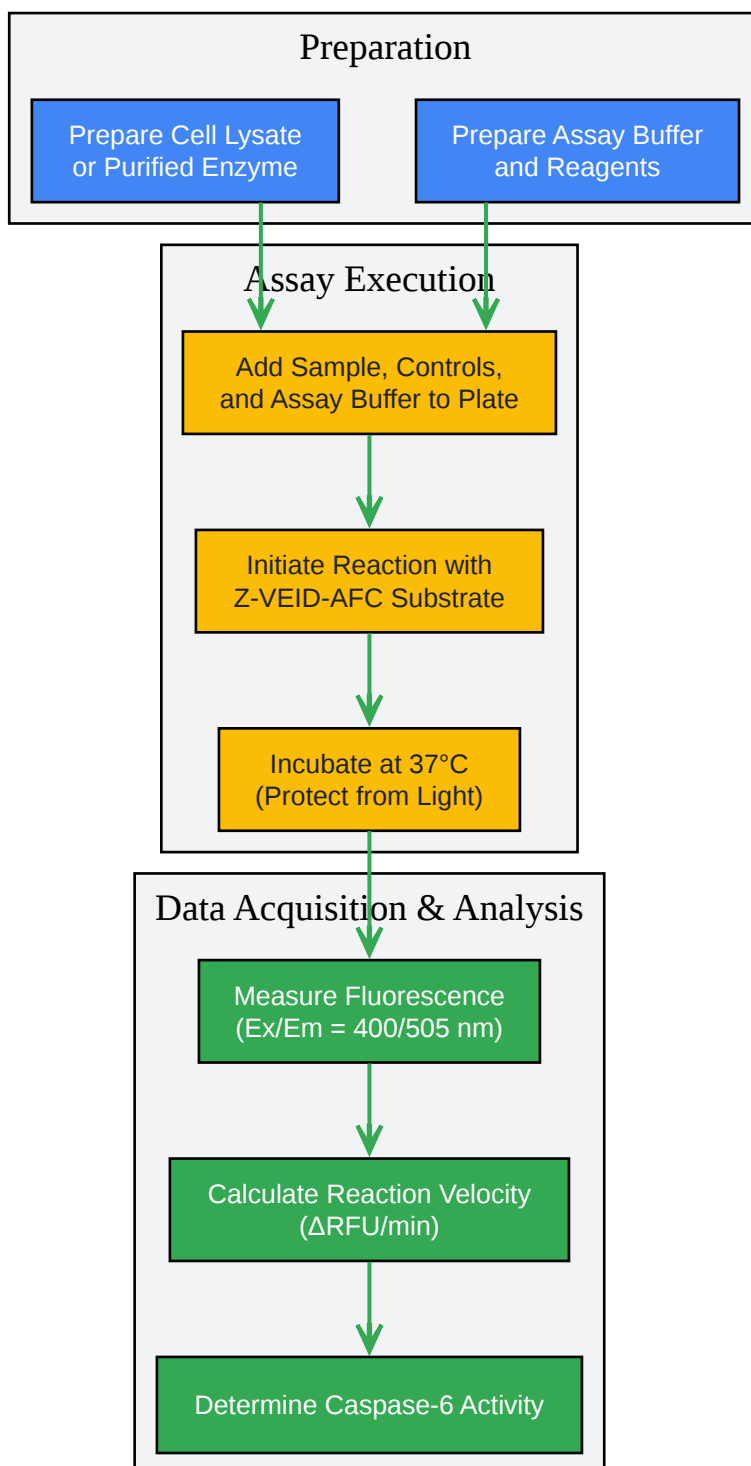 Preparation
Prepare Cell Lysate
or Purified Enzyme
Prepare Assay Buffer
and Reagents
Assay Execution
Add Sample, Controls,
and Assay Buffer to Plate
Initiate Reaction with
Z-VEID-AFC Substrate
Incubate at 37°C
(Protect from Light)
Data Acquisition & Analysis
Measure Fluorescence
(Ex/Em = 400/505 nm)
Calculate Reaction Velocity
(ΔRFU/min)
Determine Caspase-6 Activity